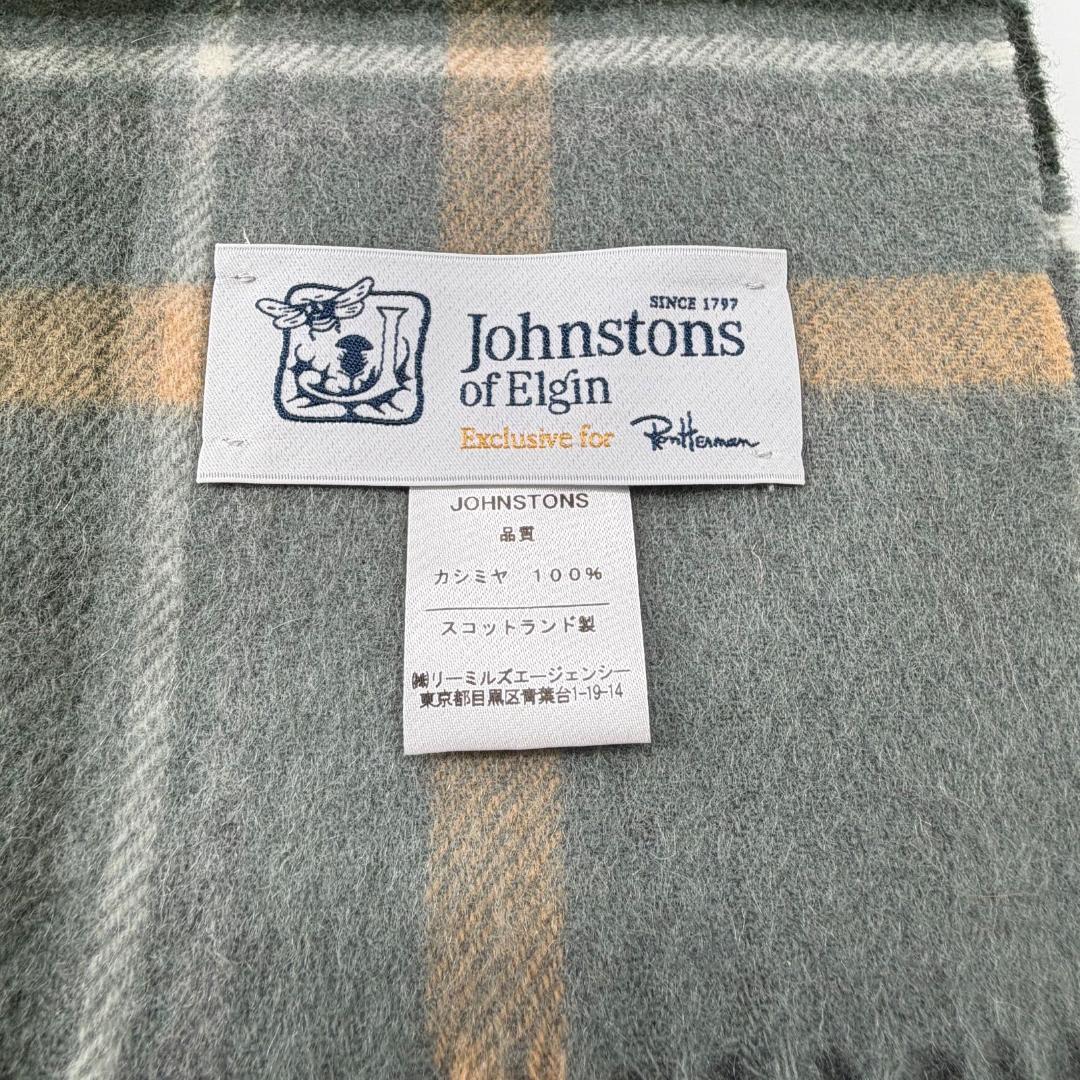 SINCE 1797
Johnstons
of Elgin
Exclusive for RonHerman
JOHNSTONS
品質
カシミヤ 100%
スコットランド製
㈱リーミルズエージェンシー
東京都目黒区青葉台1-19-14